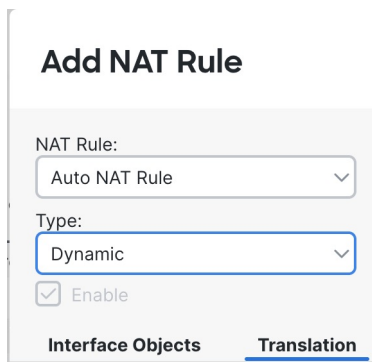 Add NAT Rule
NAT Rule:
Auto NAT Rule
Type:
Dynamic
Enable
Interface Objects Translation